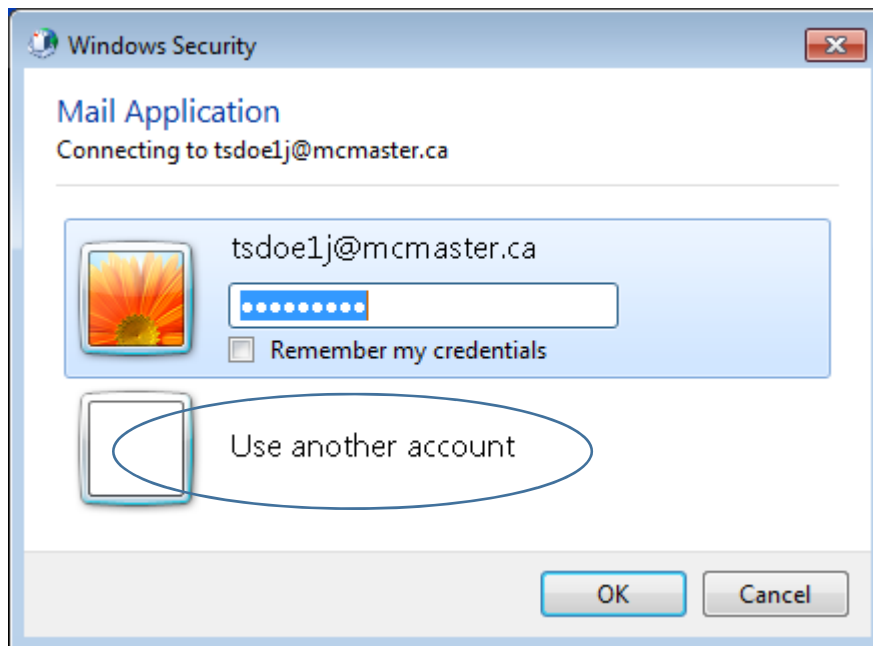 Windows Security
Mail Application
Connecting to tsdoe1j@mcmaster.ca
tsdoe1j@mcmaster.ca
●●●●●●●●●
Remember my credentials
Use another account
OK
Cancel